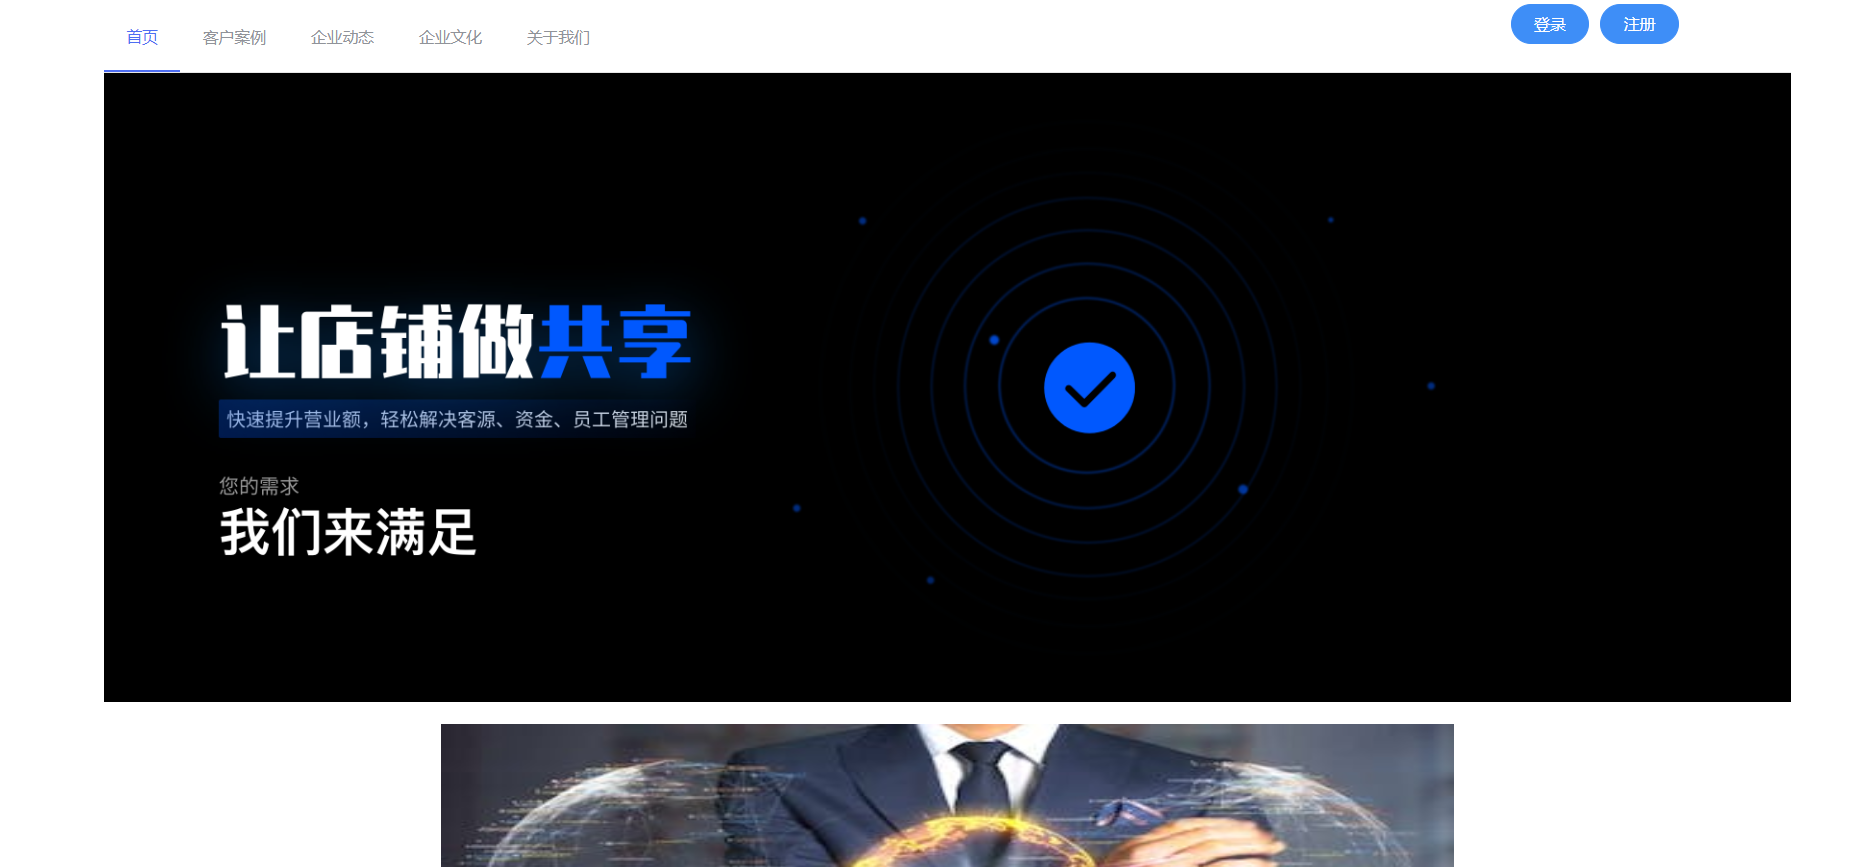 首页 客户案例 企业动态 企业文化 关于我们 登录 注册
让店铺做共享
快速提升营业额，轻松解决客源、资金、员工管理问题
您的需求
我们来满足